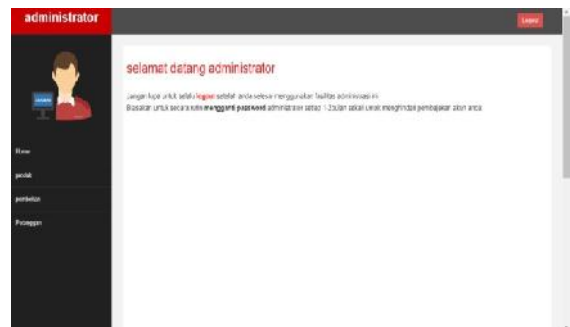 administrator
Logout
selamat datang administrator
Jangan lupa untuk selalu logout setelah anda selesai menggunakan fasilitas administrasi ini
Biasakan untuk secara rutin mengganti password administrator setiap 1-2 bulan sekali untuk menghindari pembajakan akun anda
Home
produk
pembelian
Pelanggan